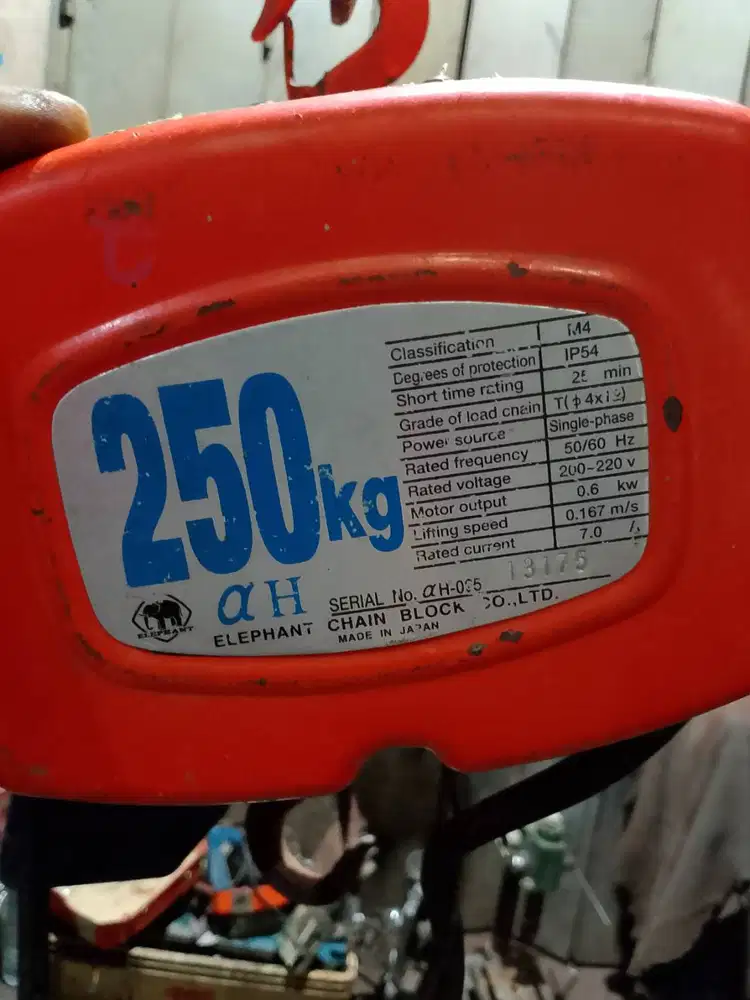 250kg
Classification M4
Degrees of protection IP54
Short time rating min
Grade of load chain
Power source Single-phase
Rated frequency 50/60 Hz
Rated voltage 200~220 v
Motor output 0.6 kw
Lifting speed 0.167 m/s
Rated current 7.0
αH
SERIAL No. 13175
ELEPHANT CHAIN BLOCK CO.,LTD.
MADE IN JAPAN
ELEPHANT